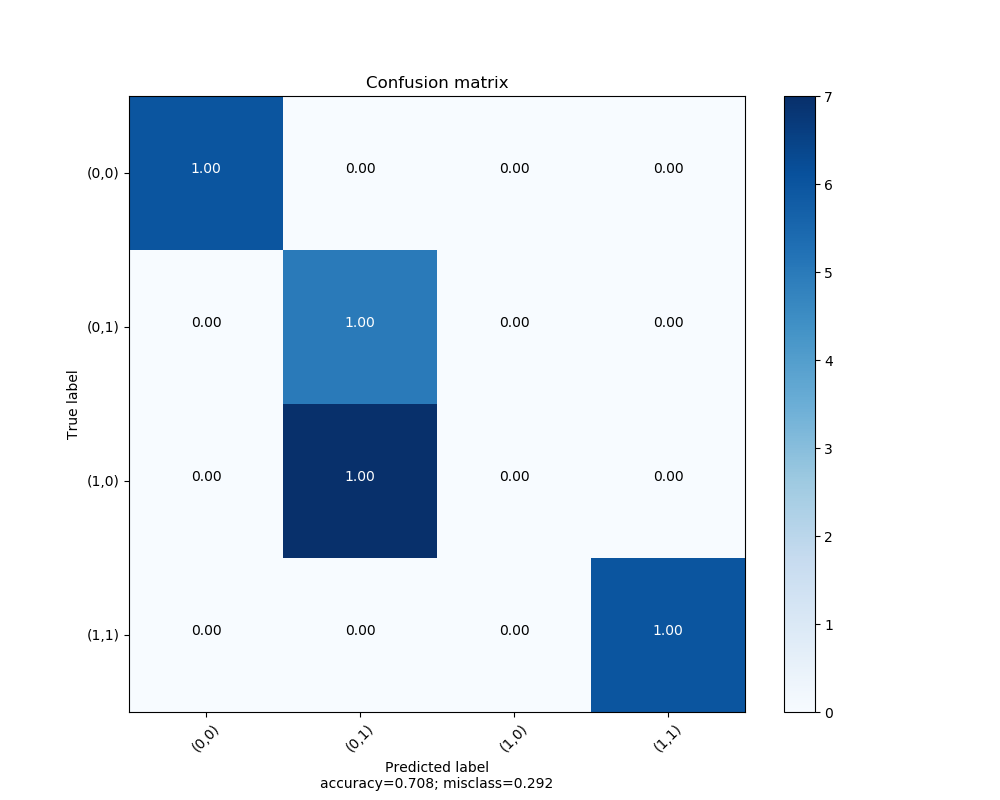 Confusion matrix
True label
(0,0) 1.00 0.00 0.00 0.00
(0,1) 0.00 1.00 0.00 0.00
(1,0) 0.00 1.00 0.00 0.00
(1,1) 0.00 0.00 0.00 1.00
(0,0) (0,1) (1,0) (1,1)
Predicted label
accuracy=0.708; misclass=0.292
7
6
5
4
3
2
1
0